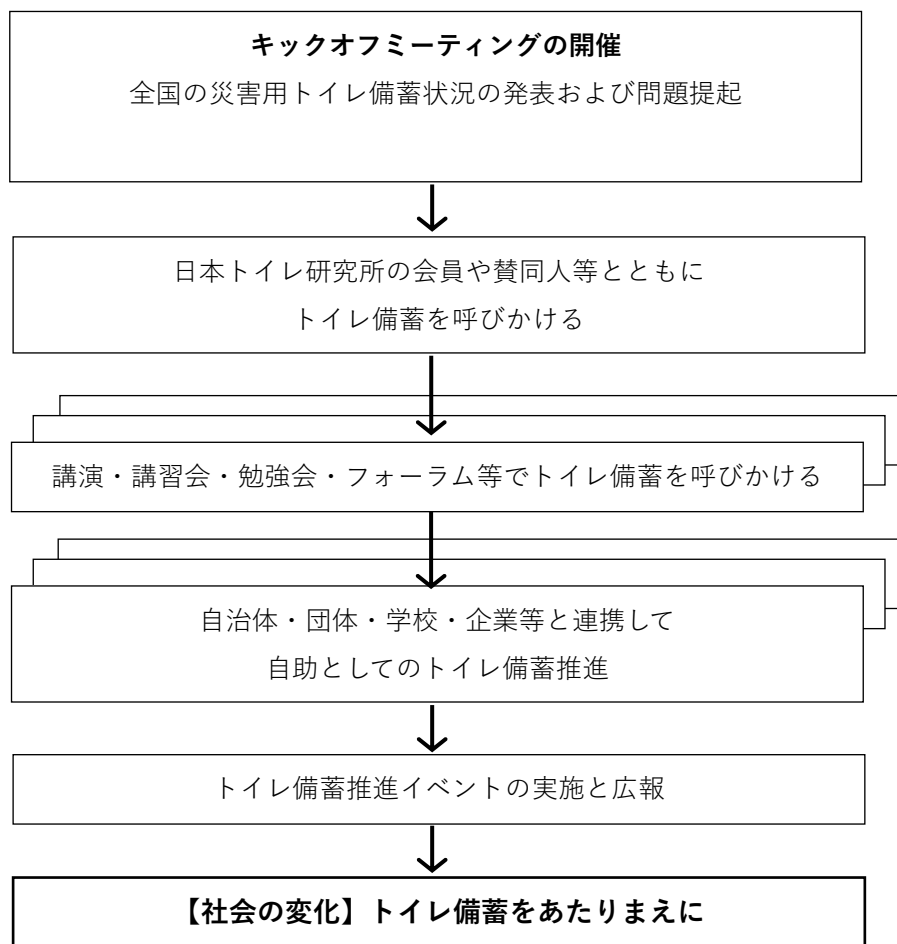 キックオフミーティングの開催
全国の災害用トイレ備蓄状況の発表および問題提起
日本トイレ研究所の会員や賛同人等とともに
トイレ備蓄を呼びかける
講演・講習会・勉強会・フォーラム等でトイレ備蓄を呼びかける
自治体・団体・学校・企業等と連携して
自助としてのトイレ備蓄推進
トイレ備蓄推進イベントの実施と広報
【社会の変化】トイレ備蓄をあたりまえに